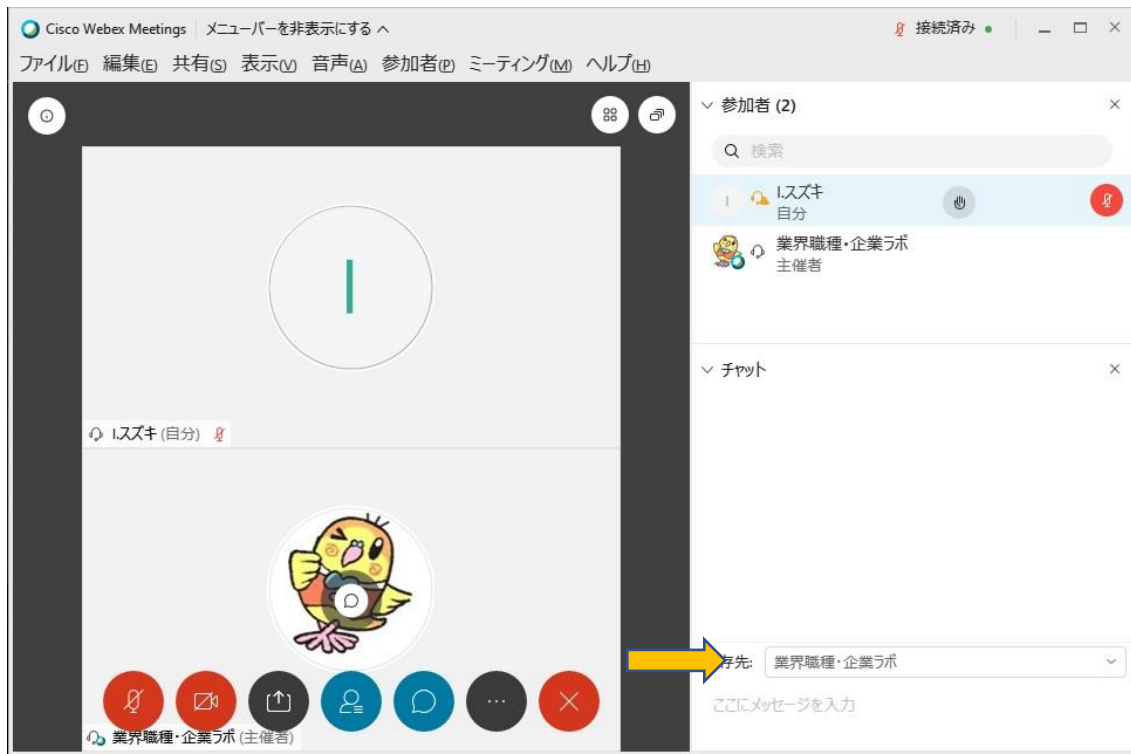 Cisco Webex Meetings メニューバーを非表示にする ヘ
接続済み
ファイル(F) 編集(E) 共有(S) 表示(V) 音声(A) 参加者(P) ミーティング(M) ヘルプ(H)
参加者 (2)
検索
I
I.スズキ
自分
業界職種・企業ラボ
主催者
I
I.スズキ (自分)
チャット
存先: 業界職種・企業ラボ
ここにメッセージを入力
業界職種・企業ラボ (主催者)